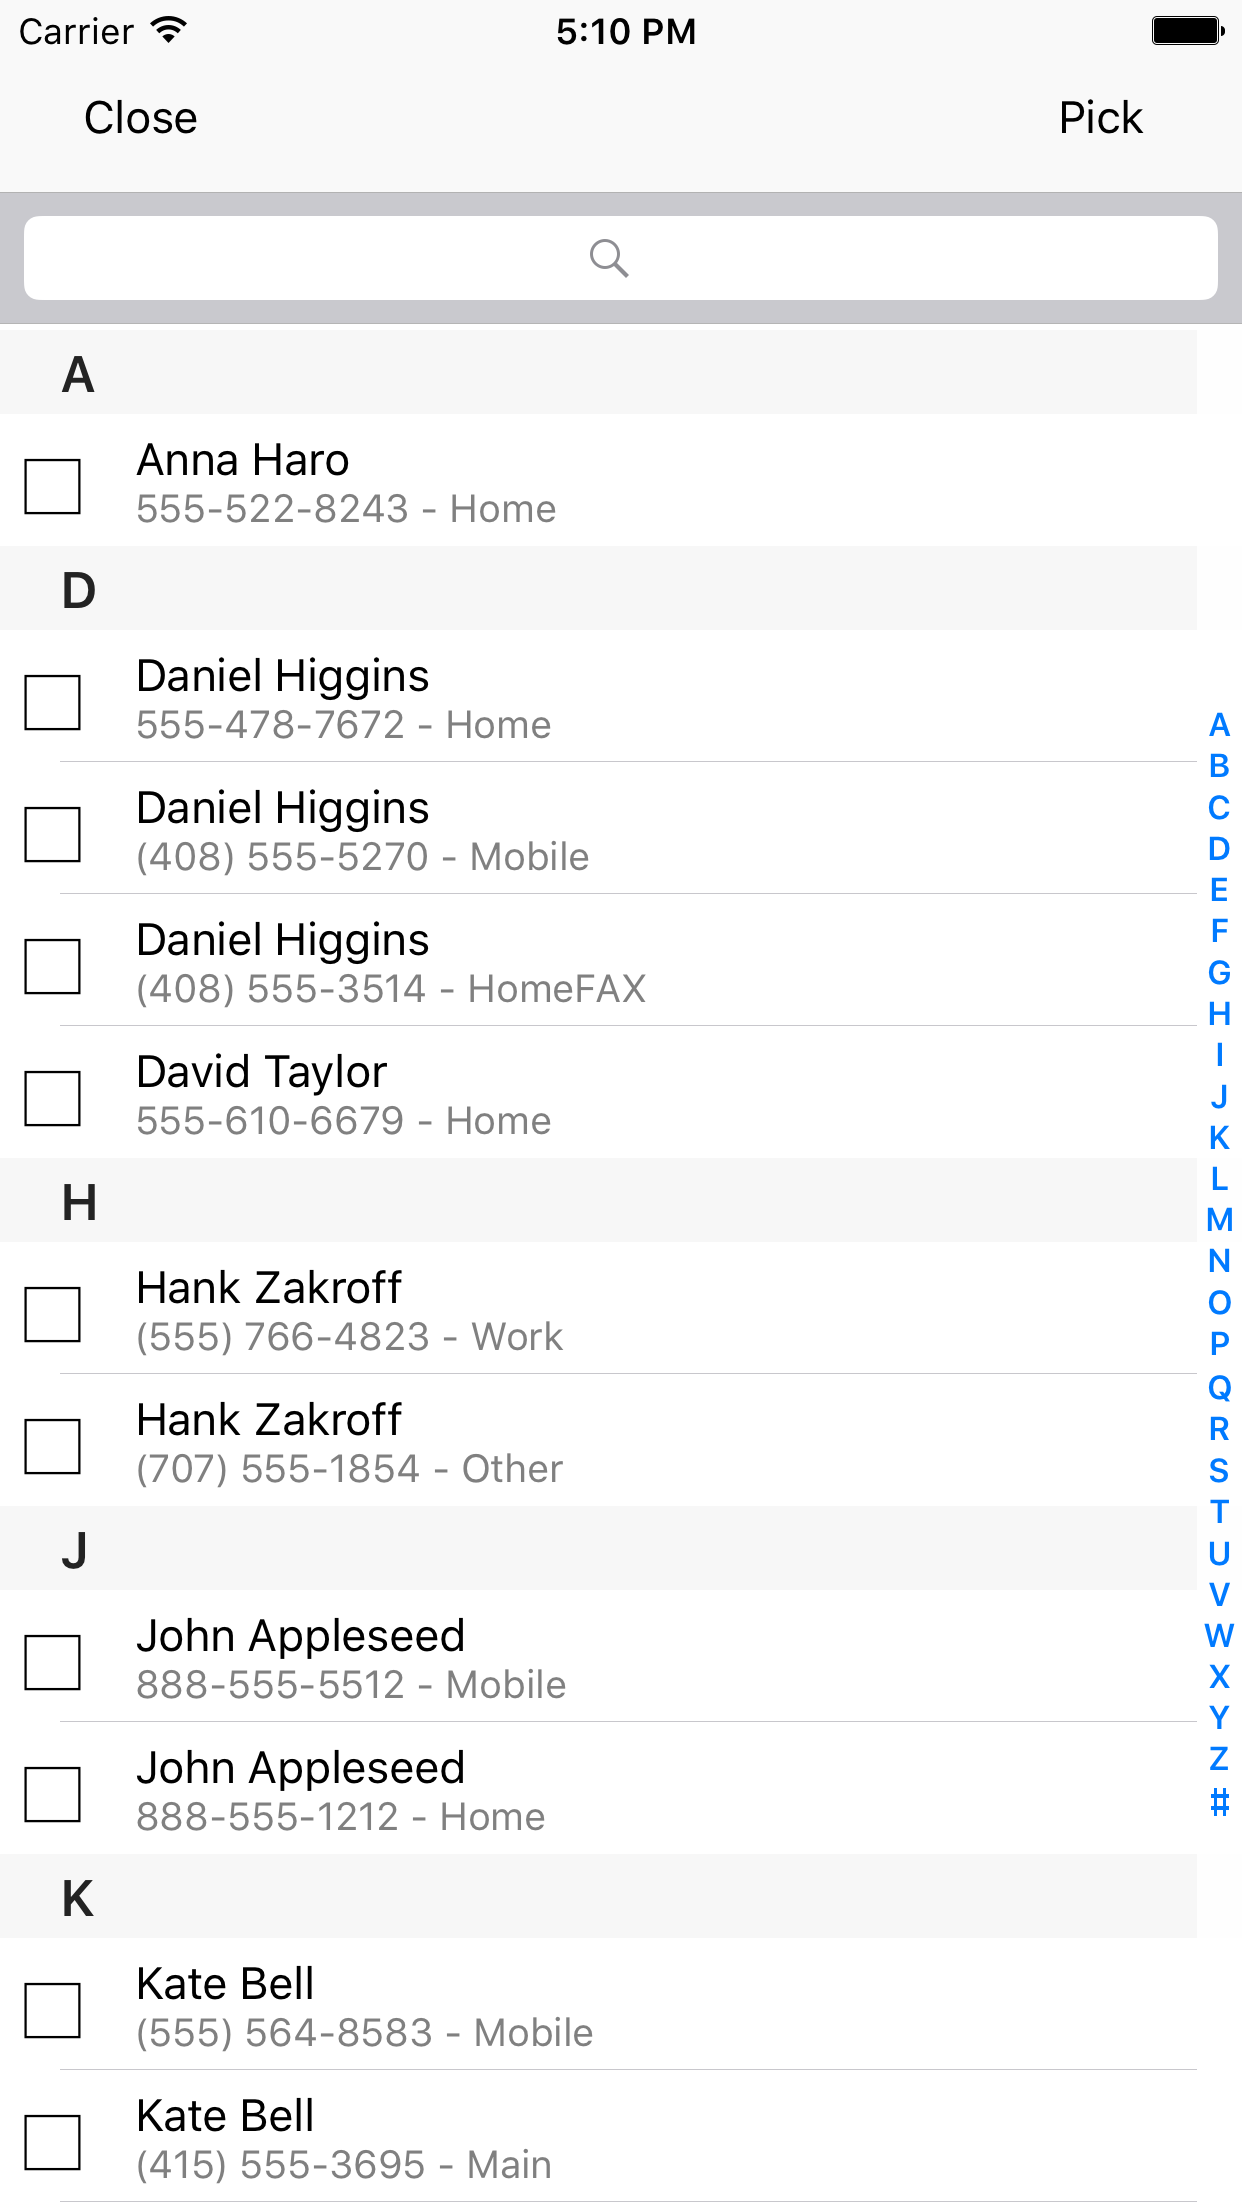 Carrier 5:10 PM
Close Pick
A
Anna Haro
555-522-8243 - Home
D
Daniel Higgins
555-478-7672 - Home
Daniel Higgins
(408) 555-5270 - Mobile
Daniel Higgins
(408) 555-3514 - HomeFAX
David Taylor
555-610-6679 - Home
H
Hank Zakroff
(555) 766-4823 - Work
Hank Zakroff
(707) 555-1854 - Other
J
John Appleseed
888-555-5512 - Mobile
John Appleseed
888-555-1212 - Home
K
Kate Bell
(555) 564-8583 - Mobile
Kate Bell
(415) 555-3695 - Main
A
B
C
D
E
F
G
H
I
J
K
L
M
N
O
P
Q
R
S
T
U
V
W
X
Y
Z
#